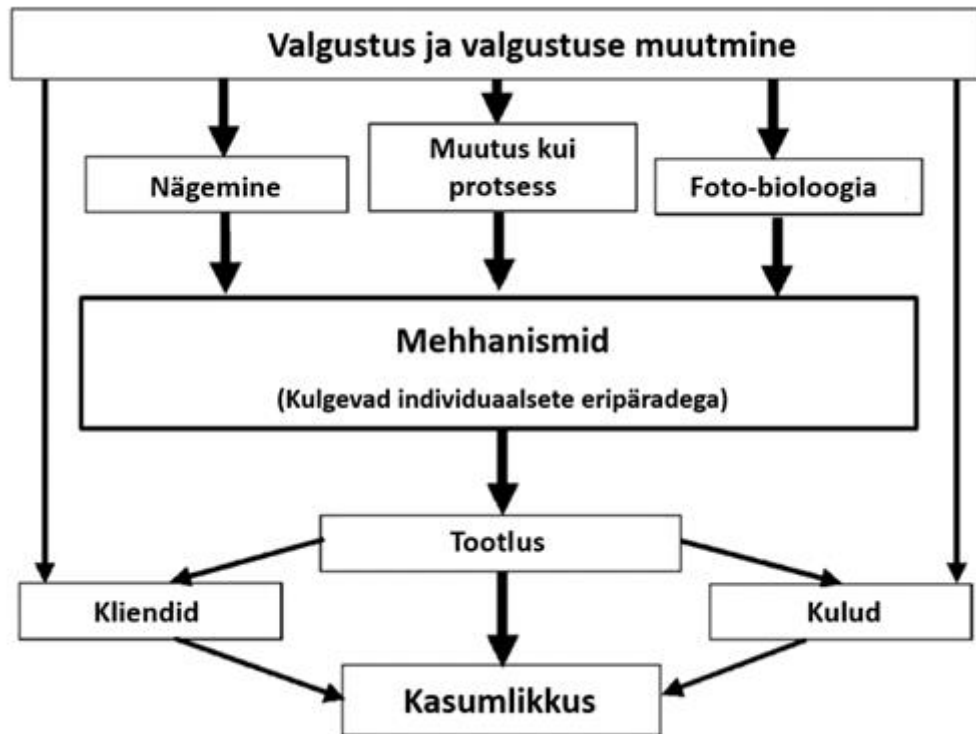 Valgustus ja valgustuse muutmine
Nägemine
Muutus kui
protsess
Foto-bioloogia
Mehhanismid
(Kulgevad individuaalsete eripäradega)
Tootlus
Kliendid
Kulud
Kasumlikkus